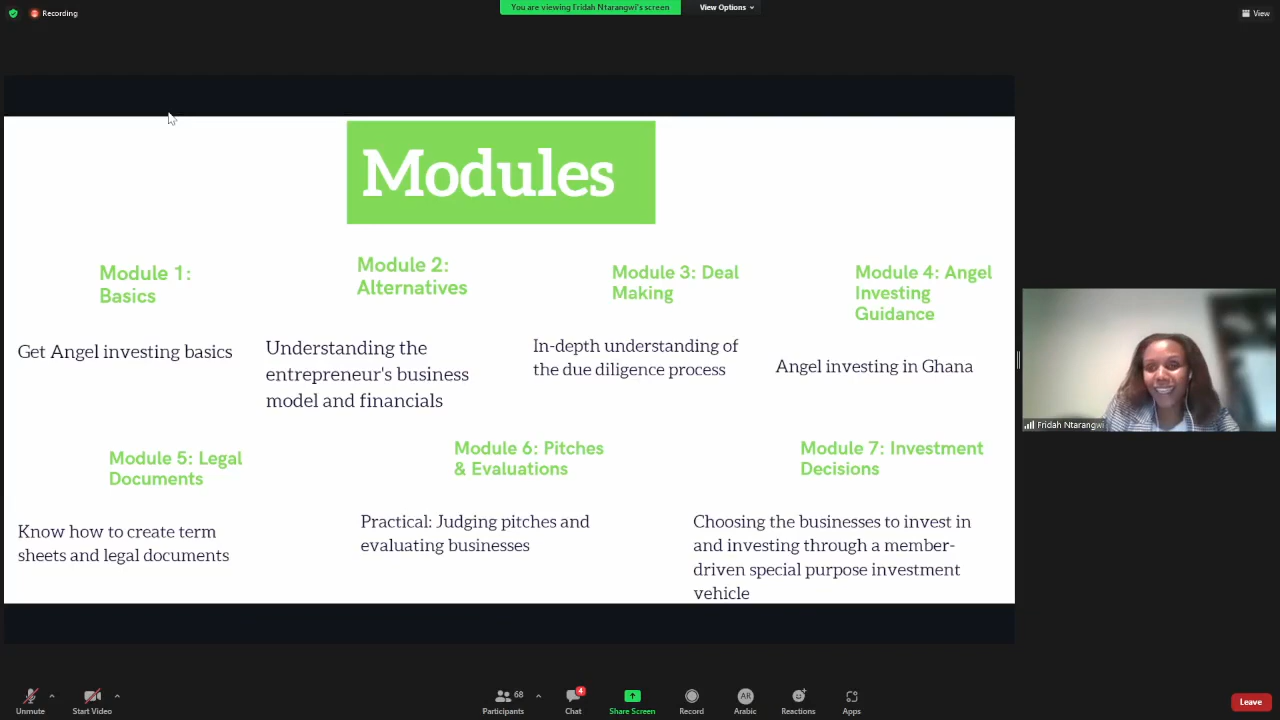 Recording
You are viewing Fridah Ntarangwi's screen
View Options
View
Modules
Module 1:
Basics
Get Angel investing basics
Module 2:
Alternatives
Understanding the
entrepreneur's business
model and financials
Module 3: Deal
Making
In-depth understanding of
the due diligence process
Module 4: Angel
Investing
Guidance
Angel investing in Ghana
Module 5: Legal
Documents
Know how to create term
sheets and legal documents
Module 6: Pitches
& Evaluations
Practical: Judging pitches and
evaluating businesses
Module 7: Investment
Decisions
Choosing the businesses to invest in
and investing through a member-
driven special purpose investment
vehicle
Fridah Ntarangwi
Unmute
Start Video
68
Participants
4
Chat
Share Screen
Record
AR
Arabic
Reactions
Apps
Leave